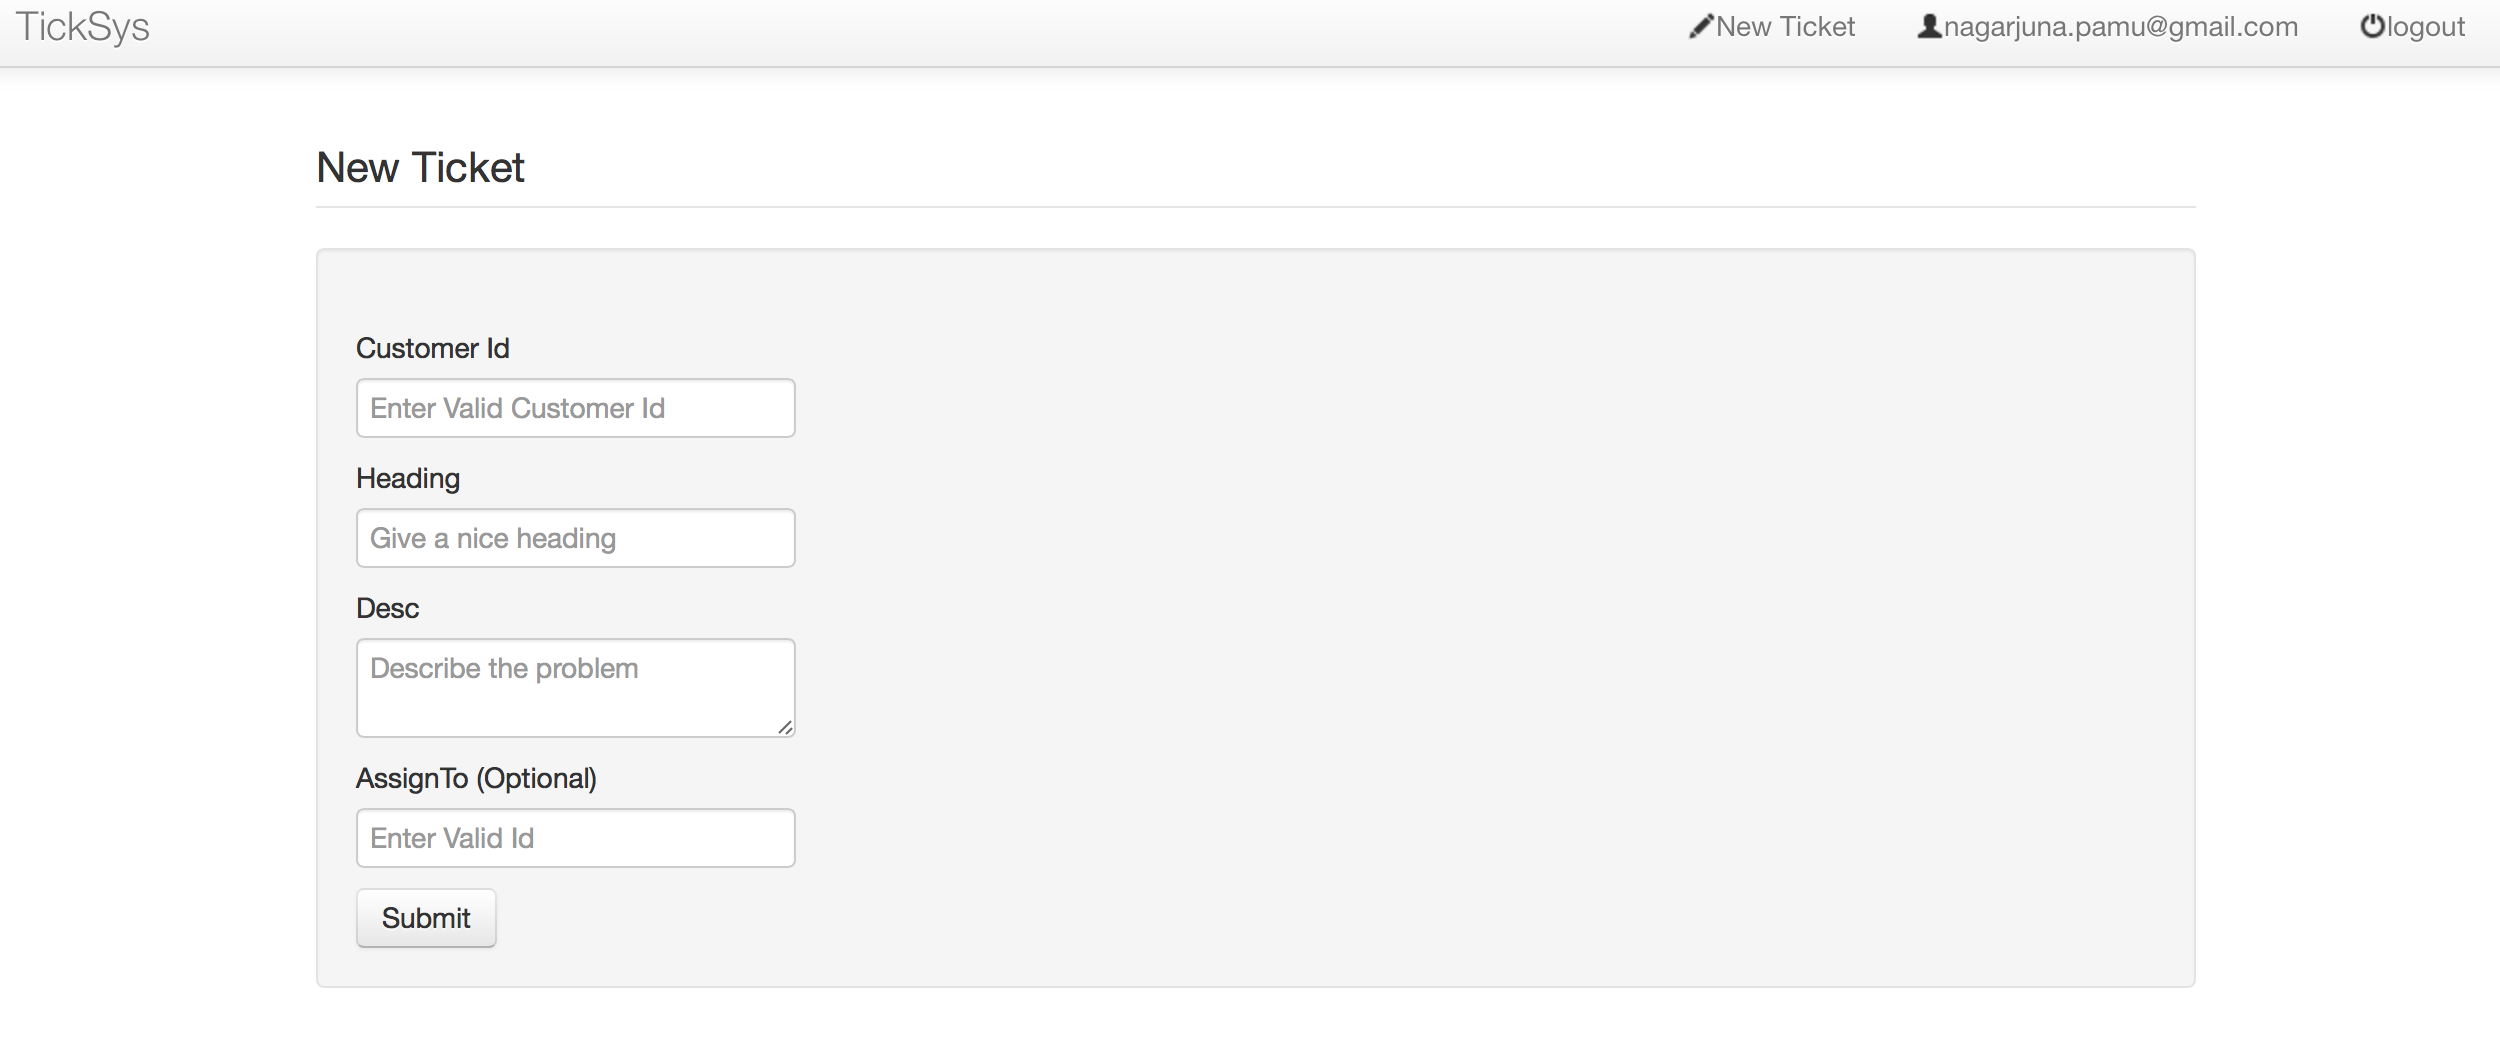 TickSys
New Ticket
nagarjuna.pamu@gmail.com
logout
New Ticket
Customer Id
Enter Valid Customer Id
Heading
Give a nice heading
Desc
Describe the problem
AssignTo (Optional)
Enter Valid Id
Submit